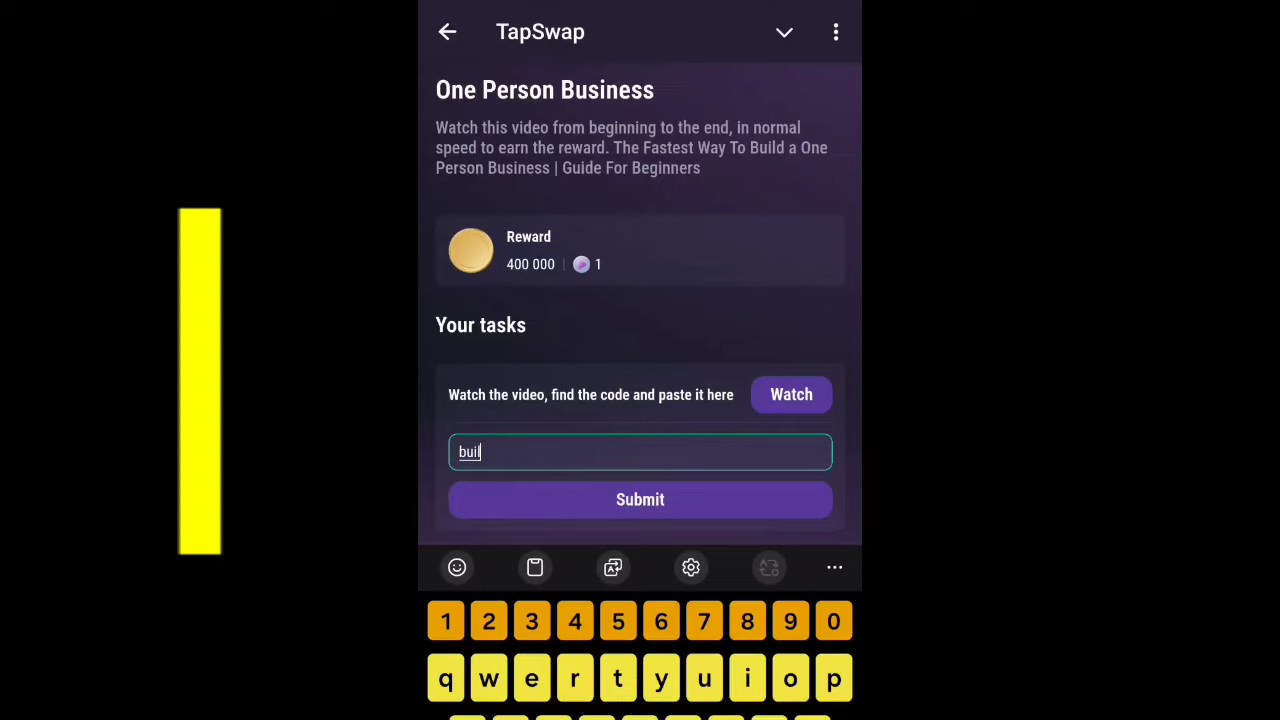 TapSwap
One Person Business
Watch this video from beginning to the end, in normal
speed to earn the reward. The Fastest Way To Build a One
Person Business | Guide For Beginners
Reward
400 000 | 1
Your tasks
Watch the video, find the code and paste it here
Watch
buil
Submit
1 2 3 4 5 6 7 8 9 0
q w e r t y u i o p